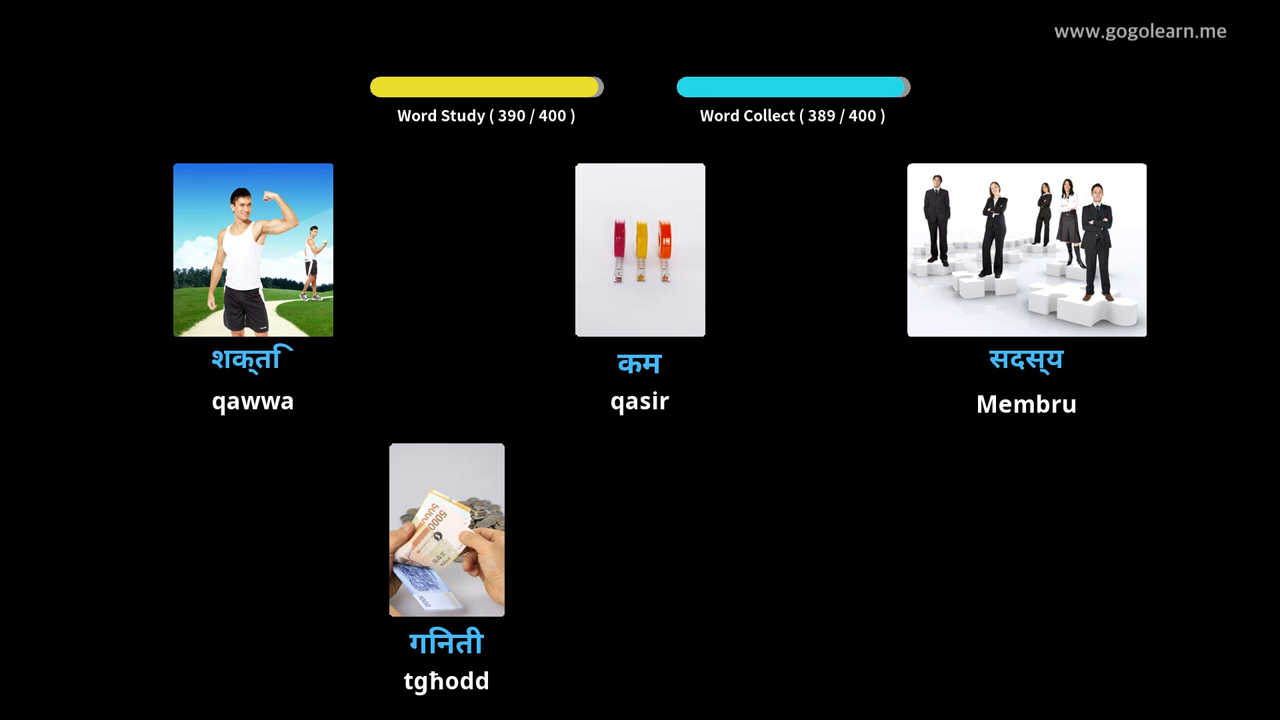 www.gogolearn.me
Word Study ( 390 / 400 )
Word Collect ( 389 / 400 )
शक्ति
qawwa
कम
qasir
सदस्य
Membru
गनिती
tgħodd